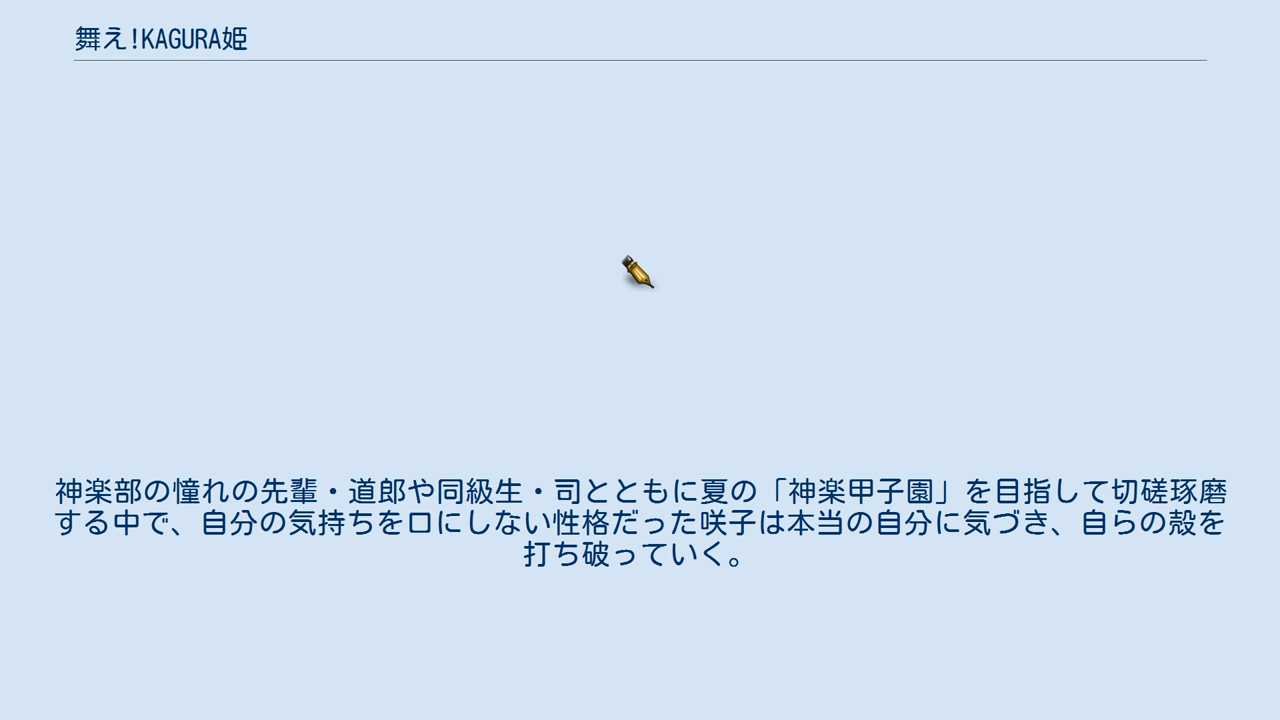 舞え!KAGURA姫
神楽部の憧れの先輩・道郎や同級生・司とともに夏の「神楽甲子園」を目指して切磋琢磨
する中で、自分の気持ちを口にしない性格だった咲子は本当の自分に気づき、自らの殻を
打ち破っていく。